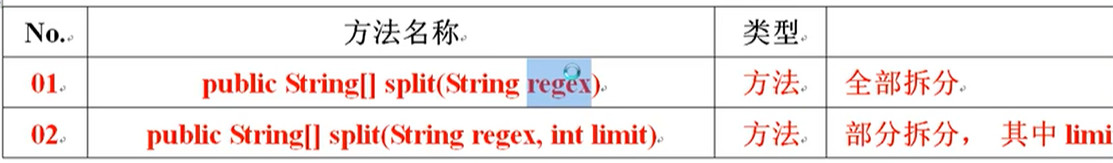 No. 方法名称 类型
01 public String[] split(String regex) 方法 全部拆分
02 public String[] split(String regex, int limit) 方法 部分拆分， 其中 limi